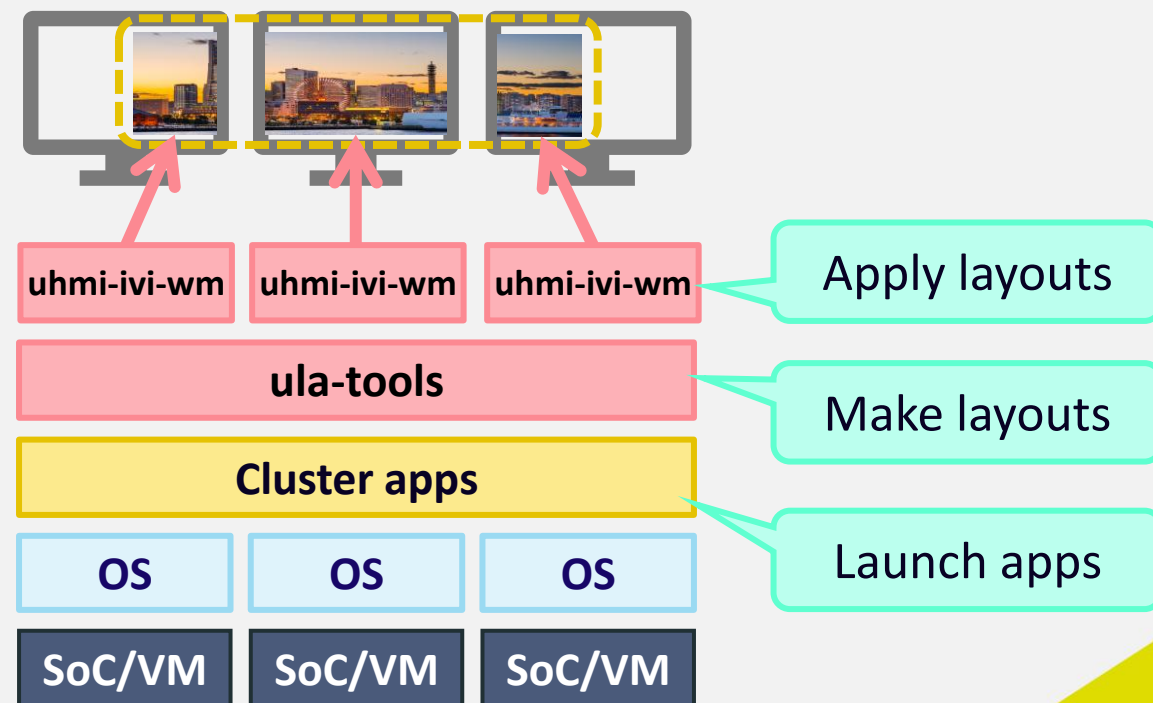 uhmi-ivi-wm uhmi-ivi-wm uhmi-ivi-wm
Apply layouts
ula-tools
Make layouts
Cluster apps
Launch apps
OS OS OS
SoC/VM SoC/VM SoC/VM